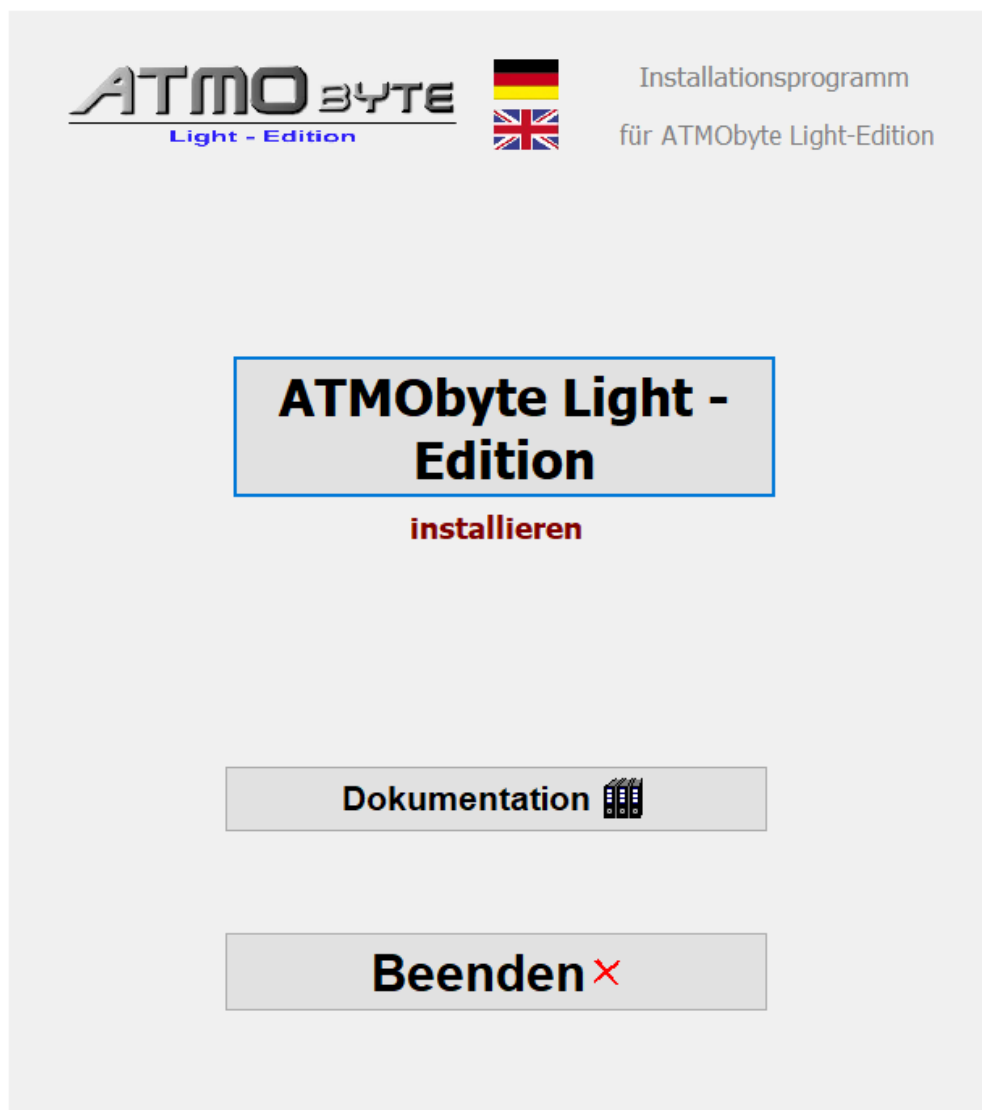 ATMO BYTE
Light - Edition
Installationsprogramm
für ATMObyte Light-Edition
ATMObyte Light -
Edition
installieren
Dokumentation
Beenden